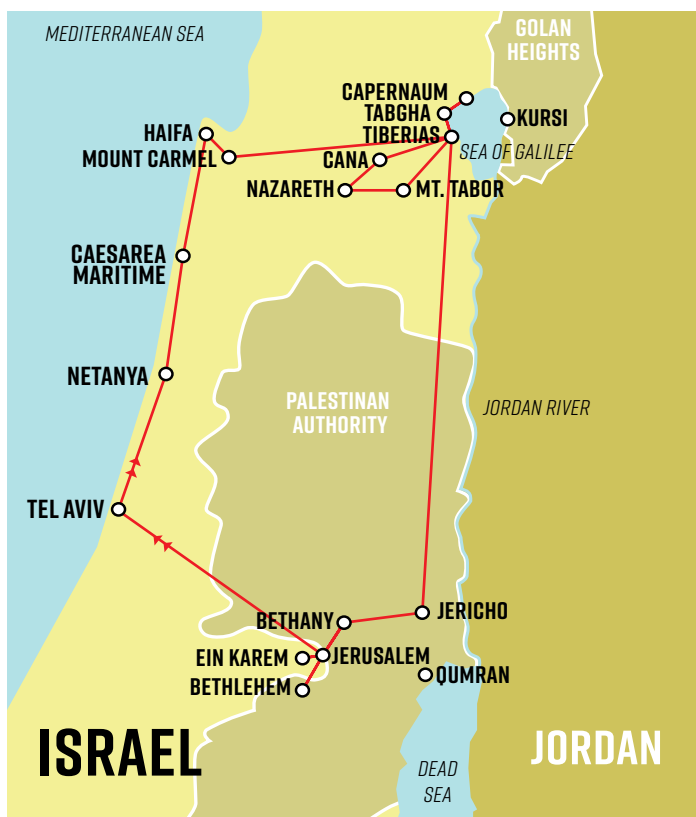 MEDITERRANEAN SEA
GOLAN
HEIGHTS
CAPERNAUM
TABGHA
KURSI
HAIFA
TIBERIAS
MOUNT CARMEL
CANA
SEA OF GALILEE
NAZARETH
MT. TABOR
CAESAREA
MARITIME
NETANYA
PALESTINAN
AUTHORITY
JORDAN RIVER
TEL AVIV
BETHANY
JERICHO
EIN KAREM
JERUSALEM
QUMRAN
BETHLEHEM
ISRAEL
JORDAN
DEAD
SEA